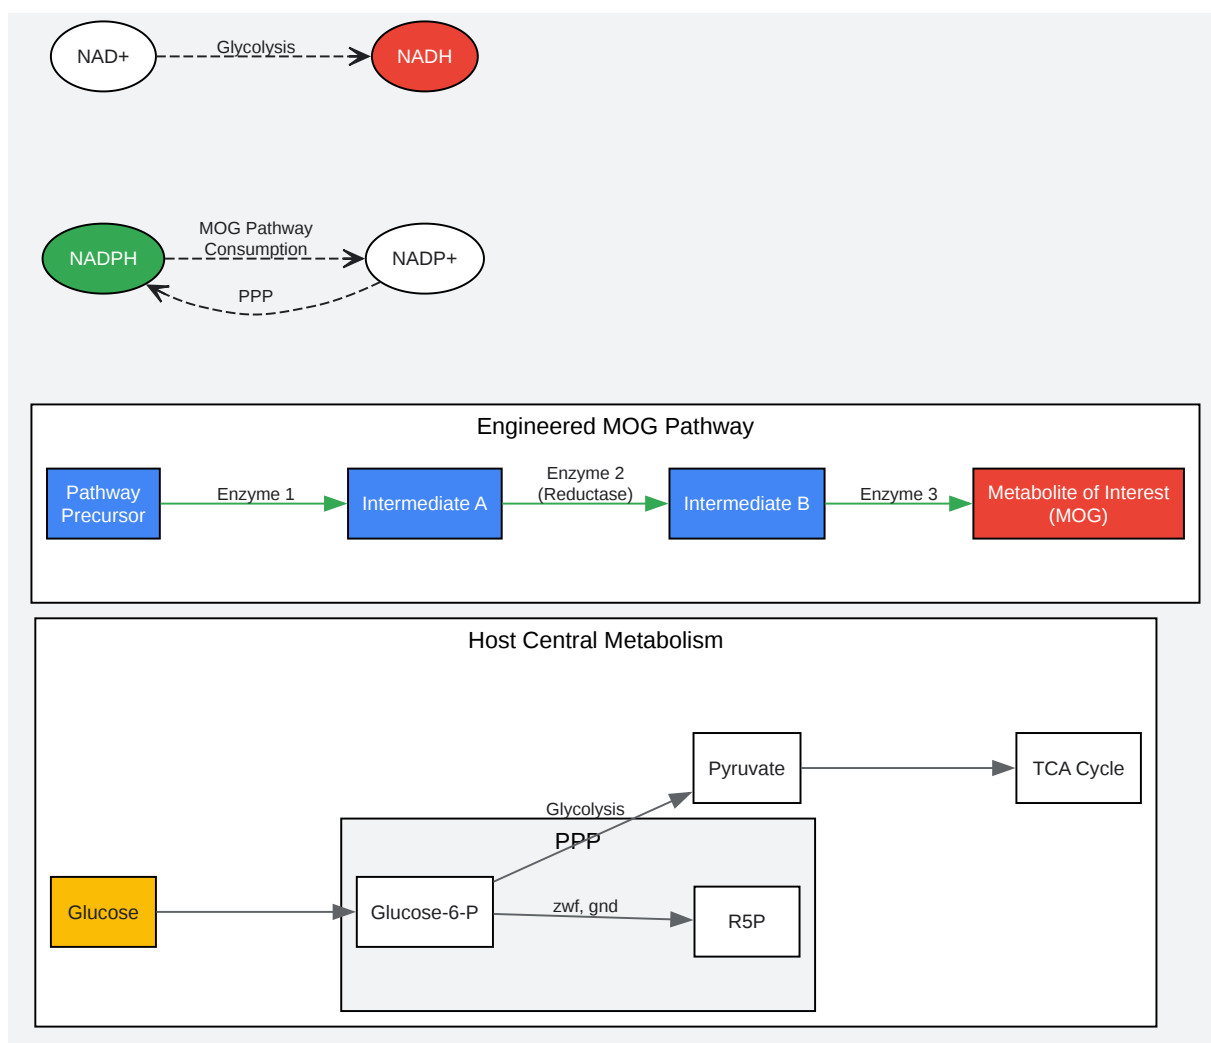 NAD+
Glycolysis
NADH
MOG Pathway
Consumption
NADPH
NADP+
PPP
Engineered MOG Pathway
Pathway
Precursor
Enzyme 1
Intermediate A
Enzyme 2
(Reductase)
Intermediate B
Enzyme 3
Metabolite of Interest
(MOG)
Host Central Metabolism
Pyruvate
TCA Cycle
Glycolysis
PPP
Glucose
Glucose-6-P
zwf, gnd
R5P